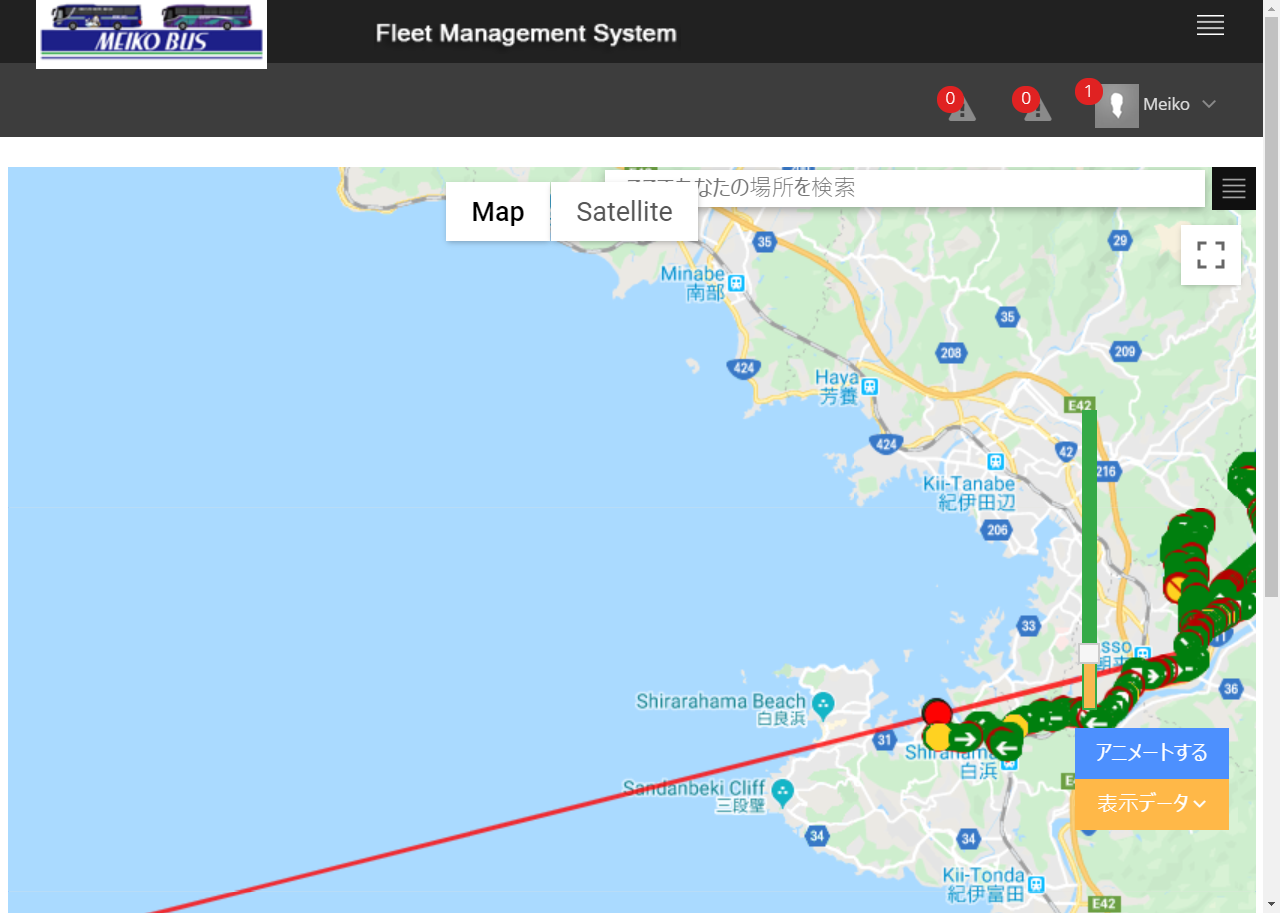 MEIKO BUS
Fleet Management System
0
0
1
Meiko
なたの場所を検索
Map
Satellite
35
29
Minabe
南部
35
208
209
424
Haya
芳養
E42
424
42
216
Kii-Tanabe
紀伊田辺
206
33
sso
朝来
36
Shirarahama Beach
白良浜
31
Shirahama
白浜
アニメートする
Sandanbeki Cliff
三段壁
表示データ
34
34
Kii-Tonda
紀伊富田
E42